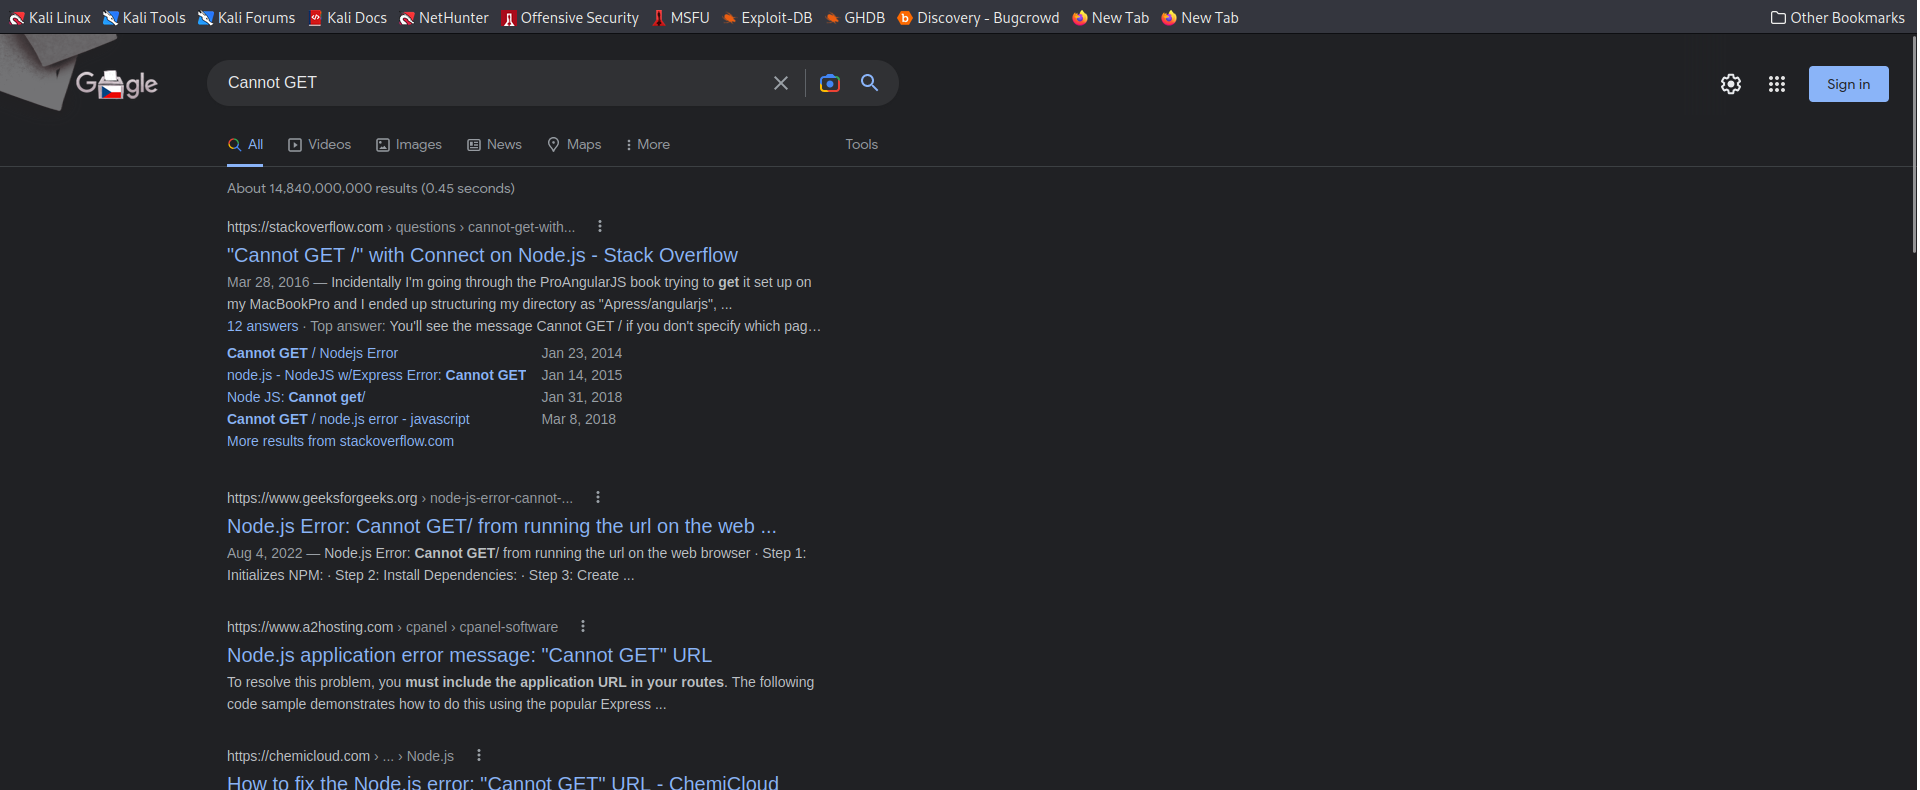 Kali Linux Kali Tools Kali Forums Kali Docs NetHunter Offensive Security MSFU Exploit-DB GHDB Discovery - Bugcrowd New Tab New Tab Other Bookmarks
Google Cannot GET Sign in
All Videos Images News Maps More Tools
About 14,840,000,000 results (0.45 seconds)
https://stackoverflow.com › questions › cannot-get-with...
"Cannot GET /" with Connect on Node.js - Stack Overflow
Mar 28, 2016 — Incidentally I'm going through the ProAngularJS book trying to get it set up on
my MacBookPro and I ended up structuring my directory as "Apress/angularjs", ...
12 answers · Top answer: You'll see the message Cannot GET / if you don't specify which pag…
Cannot GET / Nodejs Error Jan 23, 2014
node.js - NodeJS w/Express Error: Cannot GET Jan 14, 2015
Node JS: Cannot get/ Jan 31, 2018
Cannot GET / node.js error - javascript Mar 8, 2018
More results from stackoverflow.com
https://www.geeksforgeeks.org › node-js-error-cannot-...
Node.js Error: Cannot GET/ from running the url on the web ...
Aug 4, 2022 — Node.js Error: Cannot GET/ from running the url on the web browser · Step 1:
Initializes NPM: · Step 2: Install Dependencies: · Step 3: Create ...
https://www.a2hosting.com › cpanel › cpanel-software
Node.js application error message: "Cannot GET" URL
To resolve this problem, you must include the application URL in your routes. The following
code sample demonstrates how to do this using the popular Express ...
https://chemicloud.com › ... › Node.js
How to fix the Node.js error: "Cannot GET" URL - ChemiCloud